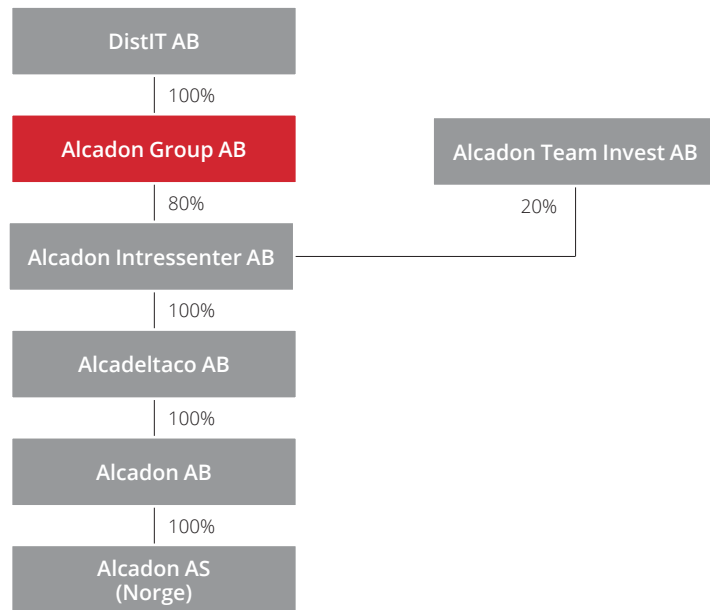 DistIT AB
100%
Alcadon Group AB
Alcadon Team Invest AB
80%
20%
Alcadon Intressenter AB
100%
Alcadeltaco AB
100%
Alcadon AB
100%
Alcadon AS
(Norge)